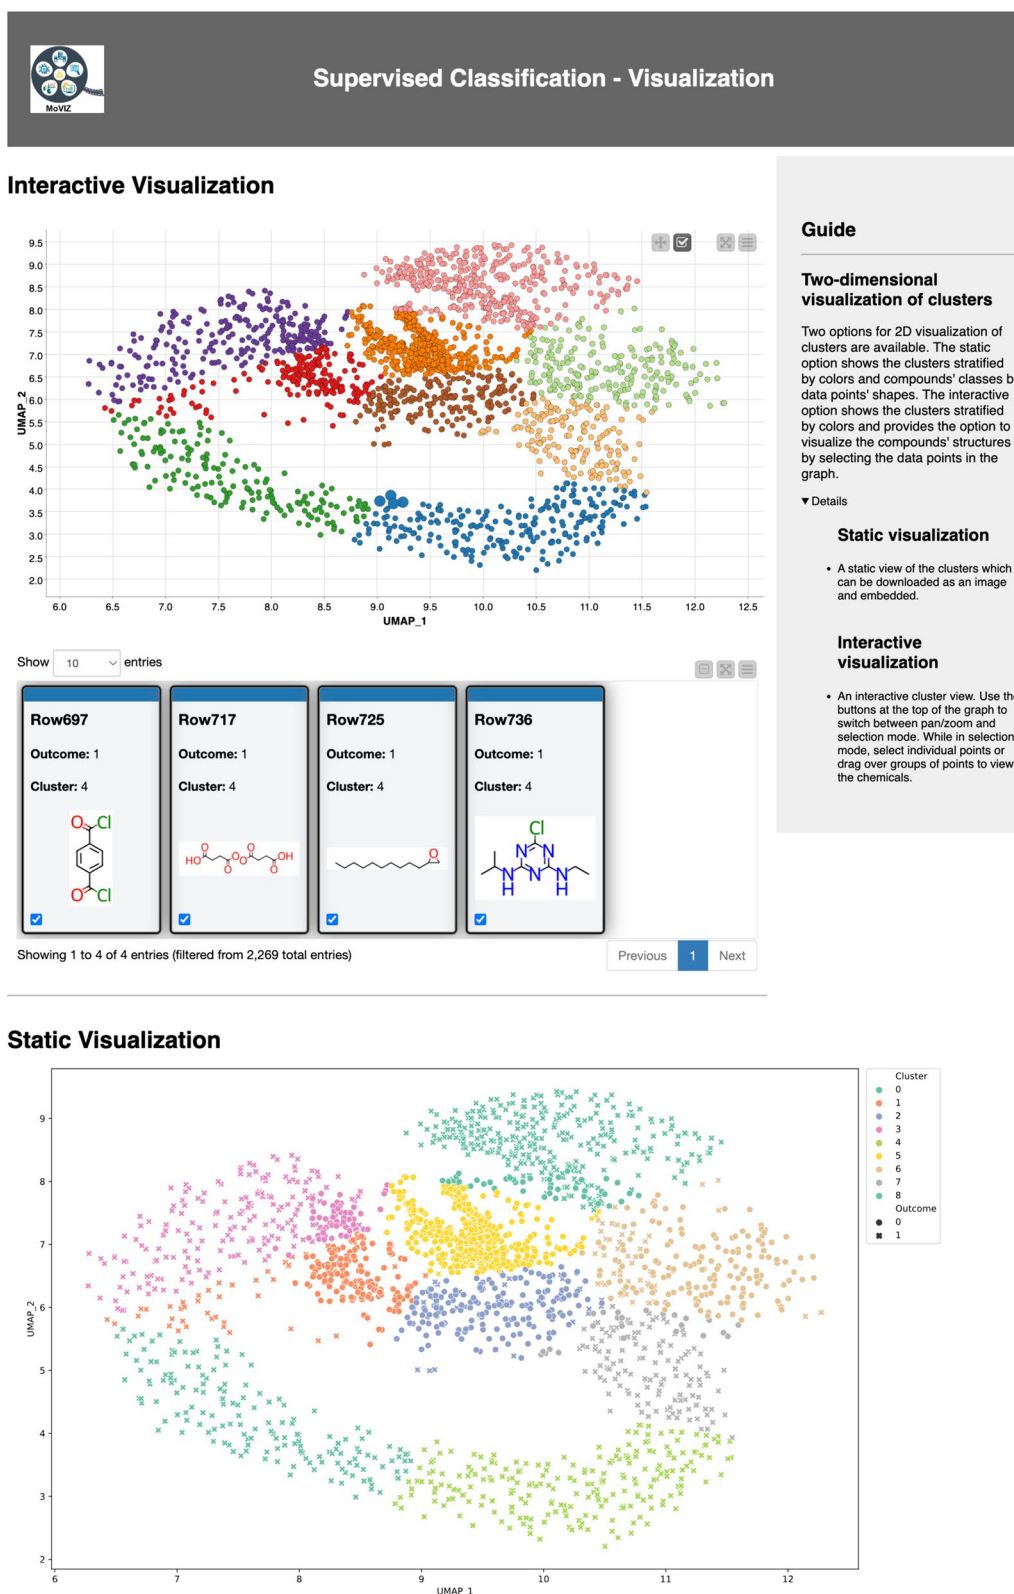 MoVIZ
Supervised Classification - Visualization
Interactive Visualization
9.5
9.0
8.5
8.0
7.5
7.0
6.5
6.0
5.5
5.0
4.5
4.0
3.5
3.0
2.5
2.0
UMAP_2
6.0 6.5 7.0 7.5 8.0 8.5 9.0 9.5 10.0 10.5 11.0 11.5 12.0 12.5
UMAP_1
Show 10 entries
Row697
Outcome: 1
Cluster: 4
O Cl
O Cl
Row717
Outcome: 1
Cluster: 4
HO O O O O O OH
Row725
Outcome: 1
Cluster: 4
O
Row736
Outcome: 1
Cluster: 4
Cl
N N
N N N
H H
Showing 1 to 4 of 4 entries (filtered from 2,269 total entries)
Previous 1 Next
Guide
Two-dimensional
visualization of clusters
Two options for 2D visualization of
clusters are available. The static
option shows the clusters stratified
by colors and compounds' classes b
data points' shapes. The interactive
option shows the clusters stratified
by colors and provides the option to
visualize the compounds' structures
by selecting the data points in the
graph.
▼ Details
Static visualization
• A static view of the clusters which
can be downloaded as an image
and embedded.
Interactive
visualization
• An interactive cluster view. Use the
buttons at the top of the graph to
switch between pan/zoom and
selection mode. While in selection
mode, select individual points or
drag over groups of points to view
the chemicals.
Static Visualization
9
8
7
6
5
4
3
2
UMAP_2
6 7 8 9 10 11 12
UMAP_1
Cluster
0
1
2
3
4
5
6
7
8
Outcome
0
1